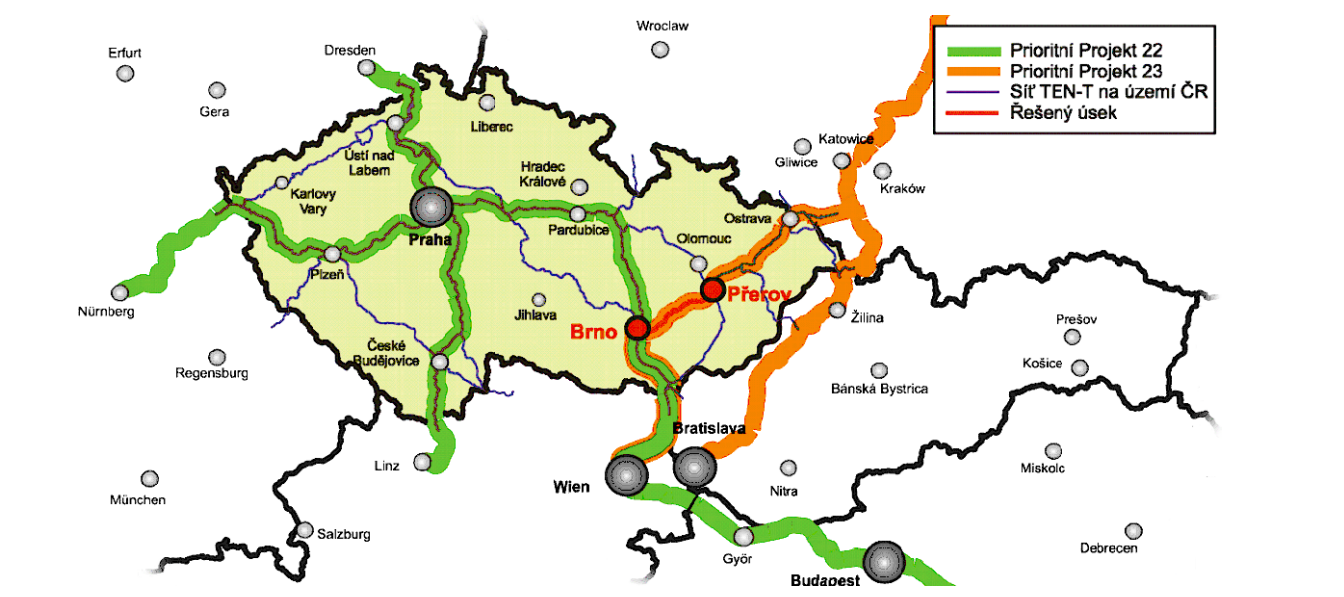 Wroclaw
Erfurt
Dresden
Gera
Liberec
Prioritní Projekt 22
Prioritní Projekt 23
Síť TEN-T na území ČR
Řešený úsek
Katowice
Gliwice
Kraków
Ústí nad
Labem
Karlovy
Vary
Hradec
Králové
Praha
Pardubice
Ostrava
Olomouc
Plzeň
Přerov
Nürnberg
Jihlava
Brno
Žilina
Prešov
České
Budějovice
Regensburg
Košice
Bánská Bystrica
Bratislava
Linz
Wien
Nitra
Miskolc
München
Salzburg
Győr
Debrecen
Budapest